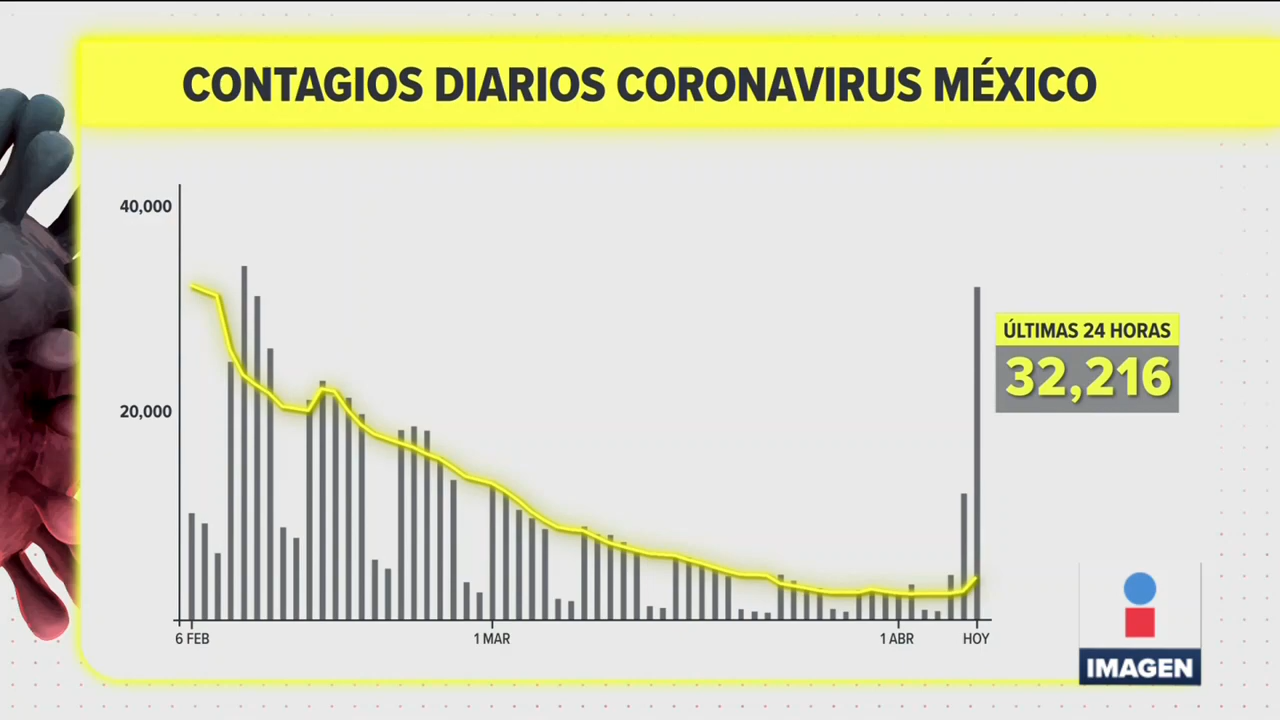 CONTAGIOS DIARIOS CORONAVIRUS MÉXICO
40,000
20,000
ÚLTIMAS 24 HORAS
32,216
6 FEB
1 MAR
1 ABR
HOY
IMAGEN